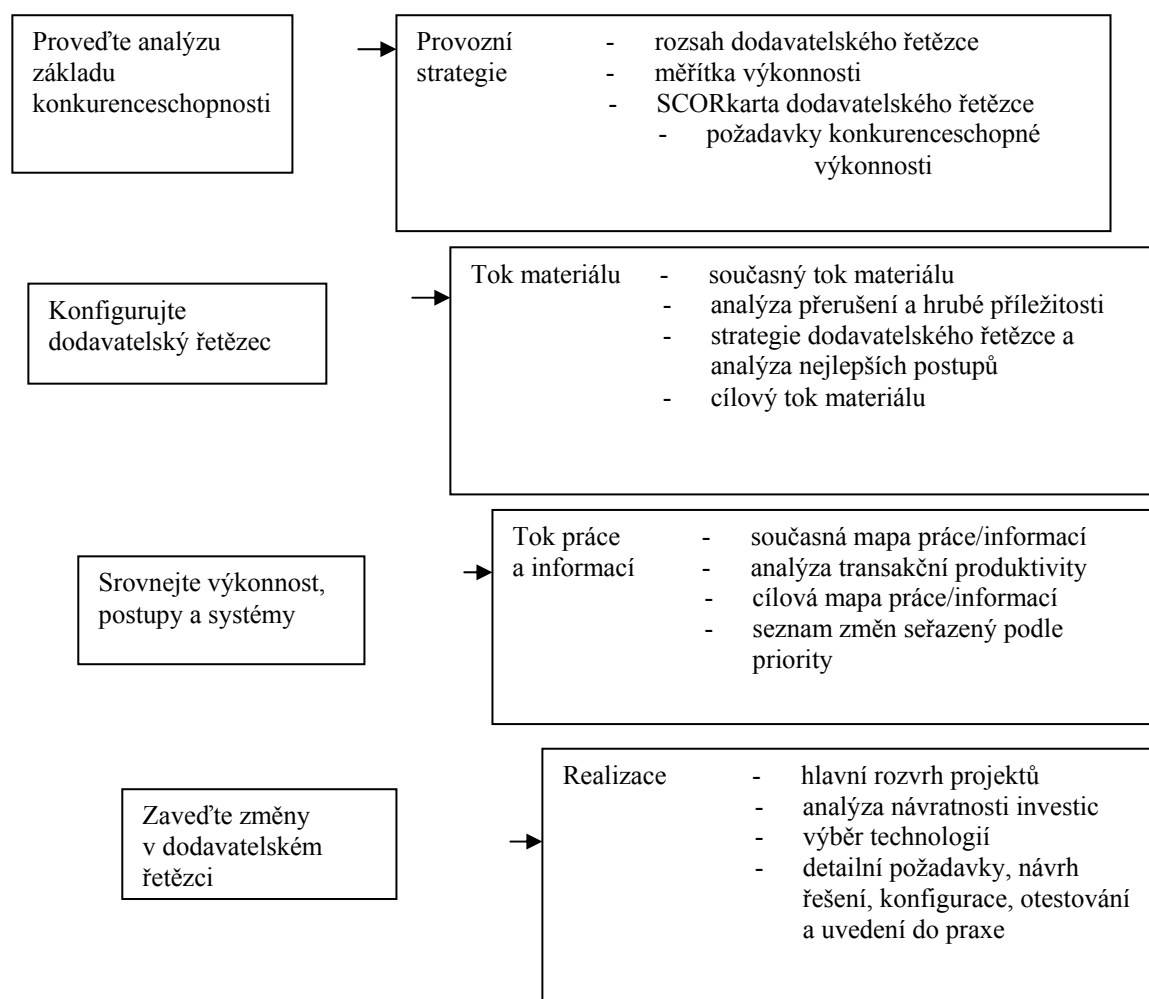 Proveďte analýzu
základu
konkurenceschopnosti
Provozní - rozsah dodavatelského řetězce
strategie - měřítka výkonnosti
- SCORkarta dodavatelského řetězce
- požadavky konkurenceschopné
výkonnosti
Konfigurujte
dodavatelský řetězec
Tok materiálu - současný tok materiálu
- analýza přerušení a hrubé příležitosti
- strategie dodavatelského řetězce a
analýza nejlepších postupů
- cílový tok materiálu
Srovnejte výkonnost,
postupy a systémy
Tok práce - současná mapa práce/informací
a informací - analýza transakční produktivity
- cílová mapa práce/informací
- seznam změn seřazený podle
priority
Zaveďte změny
v dodavatelském
řetězci
Realizace - hlavní rozvrh projektů
- analýza návratnosti investic
- výběr technologií
- detailní požadavky, návrh
řešení, konfigurace, otestování
a uvedení do praxe